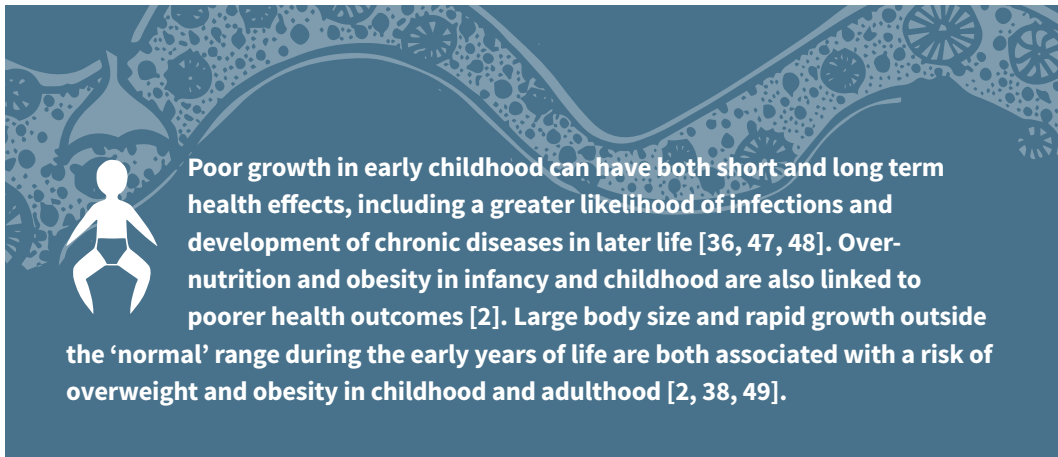 Poor growth in early childhood can have both short and long term
health effects, including a greater likelihood of infections and
development of chronic diseases in later life [36, 47, 48]. Over-
nutrition and obesity in infancy and childhood are also linked to
poorer health outcomes [2]. Large body size and rapid growth outside
the ‘normal’ range during the early years of life are both associated with a risk of
overweight and obesity in childhood and adulthood [2, 38, 49].